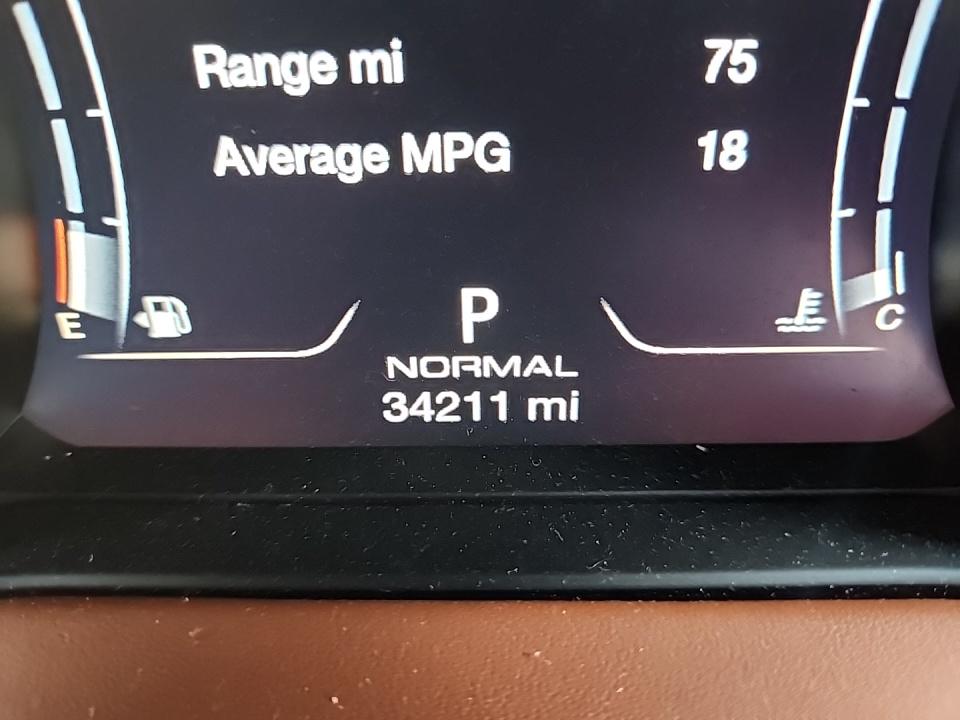 Range mi 75
Average MPG 18
P
E C
NORMAL
34211 mi